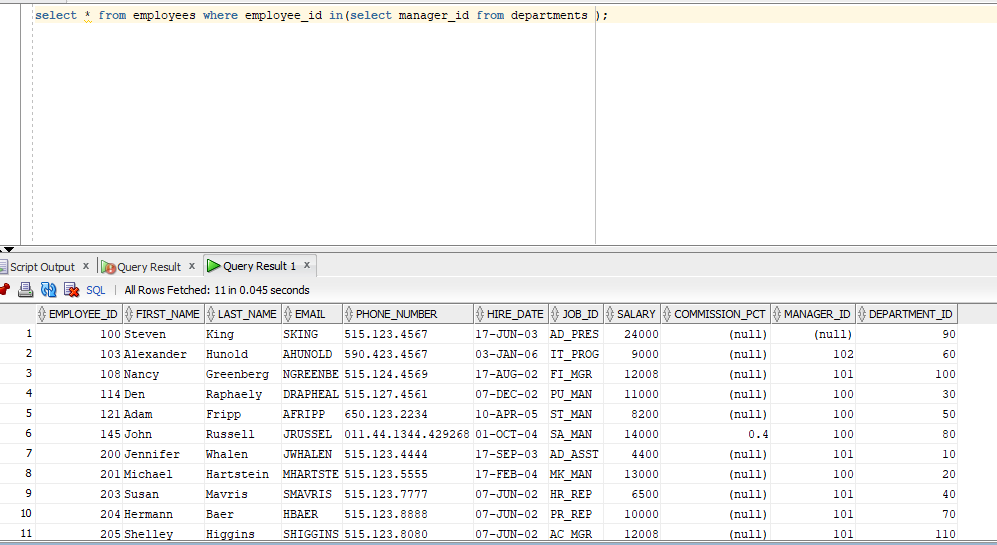 select * from employees where employee_id in(select manager_id from departments );
Script Output x Query Result x Query Result 1 x
SQL | All Rows Fetched: 11 in 0.045 seconds
EMPLOYEE_ID FIRST_NAME LAST_NAME EMAIL PHONE_NUMBER HIRE_DATE JOB_ID SALARY COMMISSION_PCT MANAGER_ID DEPARTMENT_ID
1 100 Steven King SKING 515.123.4567 17-JUN-03 AD_PRES 24000 (null) (null) 90
2 103 Alexander Hunold AHUNOLD 590.423.4567 03-JAN-06 IT_PROG 9000 (null) 102 60
3 108 Nancy Greenberg NGREENBE 515.124.4569 17-AUG-02 FI_MGR 12008 (null) 101 100
4 114 Den Raphaely DRAPHEAL 515.127.4561 07-DEC-02 PU_MAN 11000 (null) 100 30
5 121 Adam Fripp AFRIPP 650.123.2234 10-APR-05 ST_MAN 8200 (null) 100 50
6 145 John Russell JRUSSEL 011.44.1344.429268 01-OCT-04 SA_MAN 14000 0.4 100 80
7 200 Jennifer Whalen JWHALEN 515.123.4444 17-SEP-03 AD_ASST 4400 (null) 101 10
8 201 Michael Hartstein MHARTSTE 515.123.5555 17-FEB-04 MK_MAN 13000 (null) 100 20
9 203 Susan Mavris SMAVRIS 515.123.7777 07-JUN-02 HR_REP 6500 (null) 101 40
10 204 Hermann Baer HBAER 515.123.8888 07-JUN-02 PR_REP 10000 (null) 101 70
11 205 Shelley Higgins SHIGGINS 515.123.8080 07-JUN-02 AC_MGR 12008 (null) 101 110